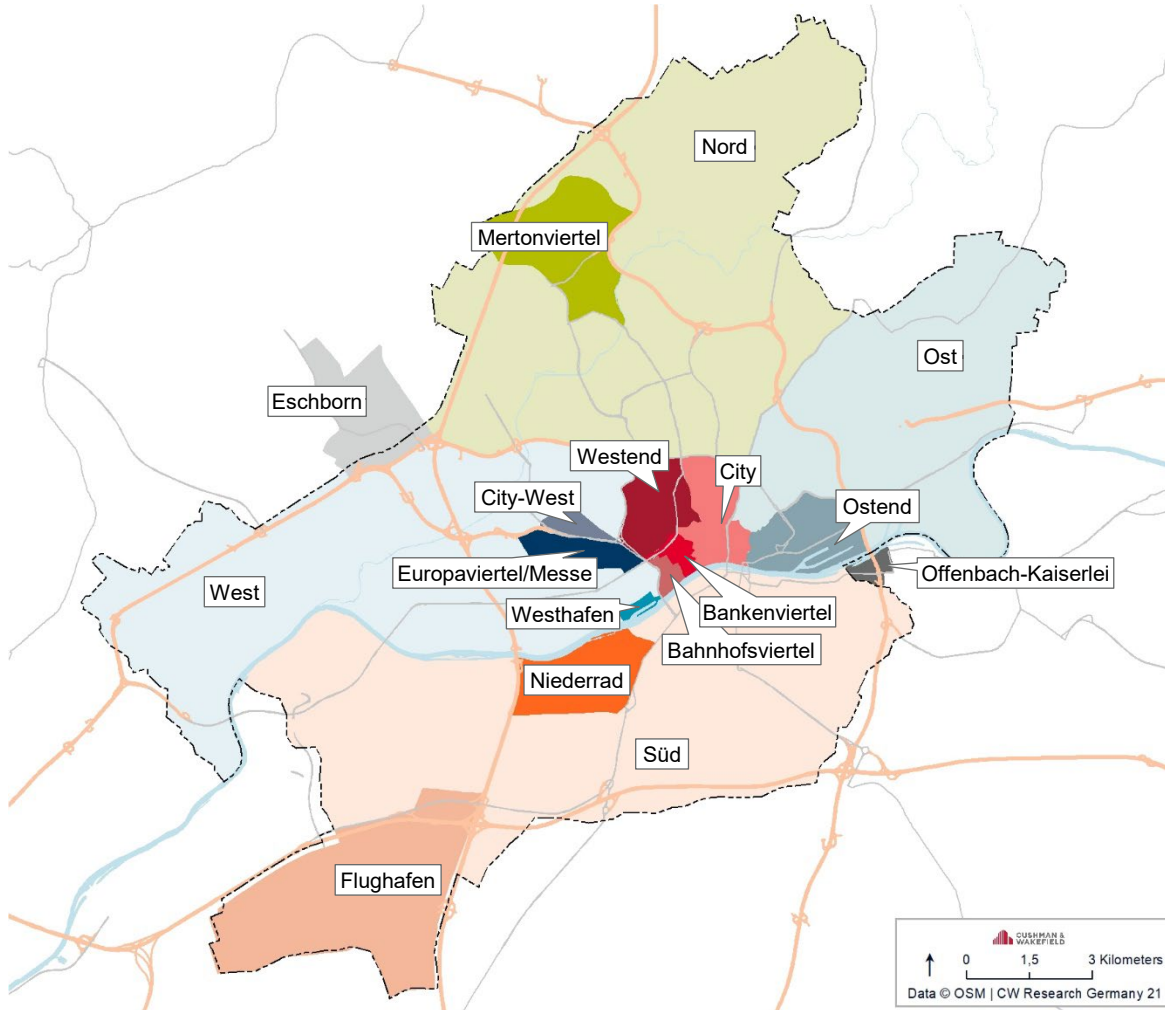 Nord
Mertonviertel
Ost
Eschborn
Westend
City
City-West
Ostend
Europaviertel/Messe
Offenbach-Kaiserlei
West
Westhafen
Bankenviertel
Bahnhofsviertel
Niederrad
Süd
Flughafen
CUSHMAN &
WAKEFIELD
0 1,5 3 Kilometers
Data © OSM | CW Research Germany 21